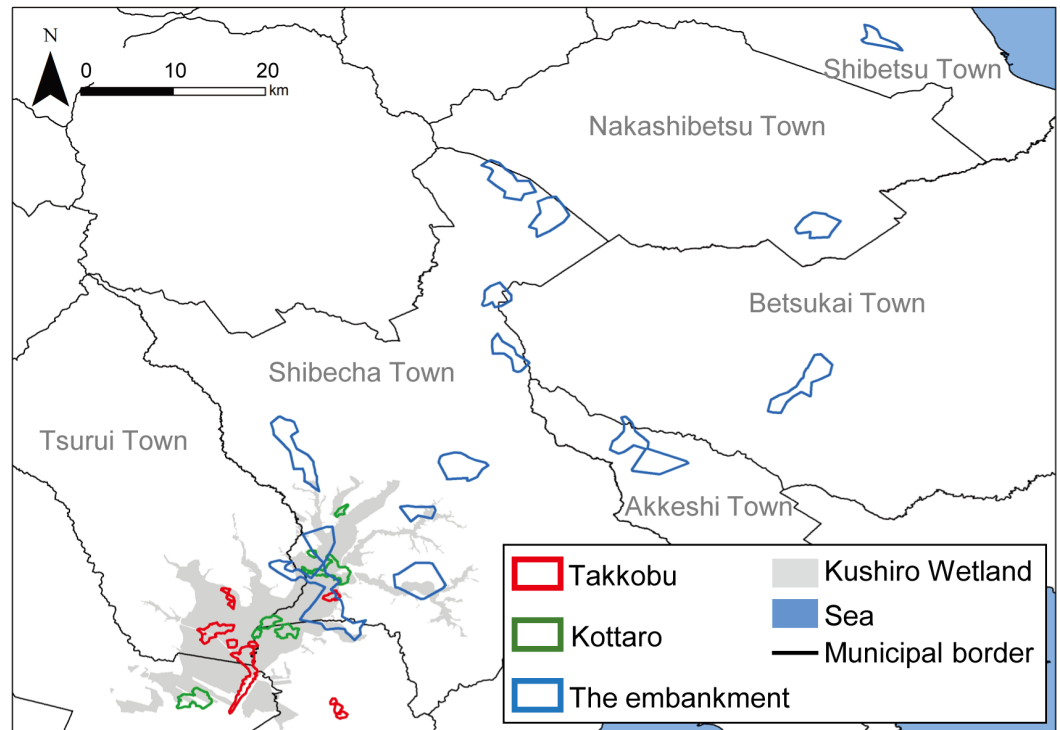 N
0 10 20
km
Shibetsu Town
Nakashibetsu Town
Betsukai Town
Shibecha Town
Tsurui Town
Akkeshi Town
Takkobu
Kottaro
The embankment
Kushiro Wetland
Sea
Municipal border